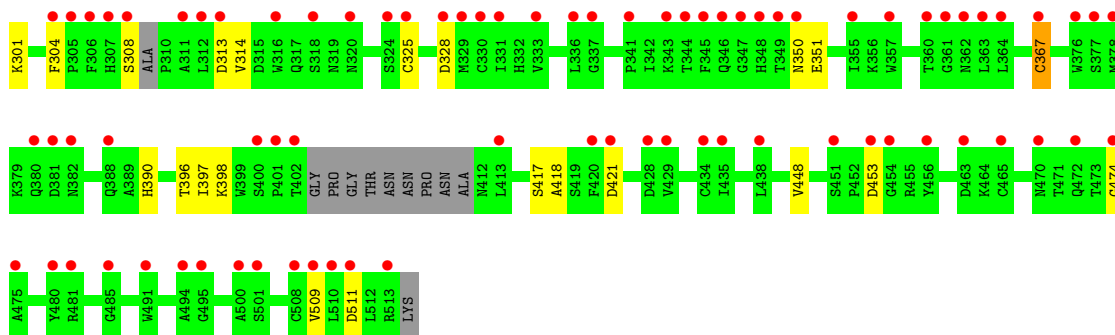 K301 F304 P305 F306 H307 S308 ALA P310 A311 L312 D313 V314 D315 W316 Q317 S318 N319 N320 S324 C325 D328 M329 C330 I331 H332 V333 L336 G337 P341 I342 K343 T344 F345 Q346 G347 H348 T349 N350 E351 I355 K356 W357 T360 G361 N362 L363 L364 C367 W376 S377 M378
K379 Q380 D381 N382 Q388 A389 H390 T396 I397 K398 W399 S400 P401 T402 GLY PRO GLY THR ASN ASN PRO ASN ALA N412 L413 S417 A418 S419 F420 D421 D428 V429 C434 I435 L438 V448 S451 P452 D453 G454 R455 Y456 D463 K464 C465 N470 T471 Q472 T473
A475 Y480 R481 G485 W491 A494 G495 A500 S501 C508 V509 L510 D511 L512 R513 LYS